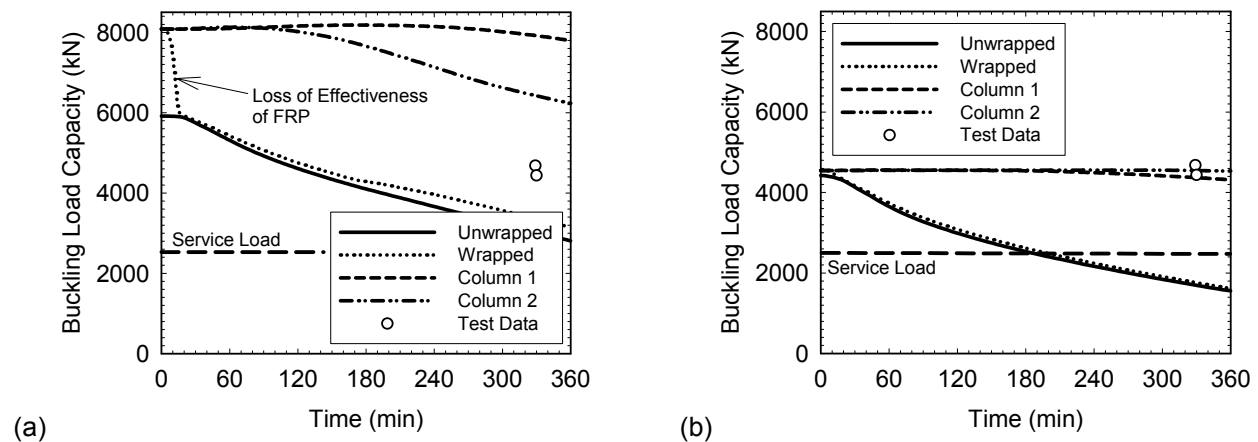 Buckling Load Capacity (kN)
8000
6000
4000
2000
0
Loss of Effectiveness
of FRP
Service Load
Unwrapped
Wrapped
Column 1
Column 2
Test Data
0 60 120 180 240 300 360
Time (min)
(a)
Buckling Load Capacity (kN)
8000
6000
4000
2000
0
Unwrapped
Wrapped
Column 1
Column 2
Test Data
Service Load
0 60 120 180 240 300 360
Time (min)
(b)